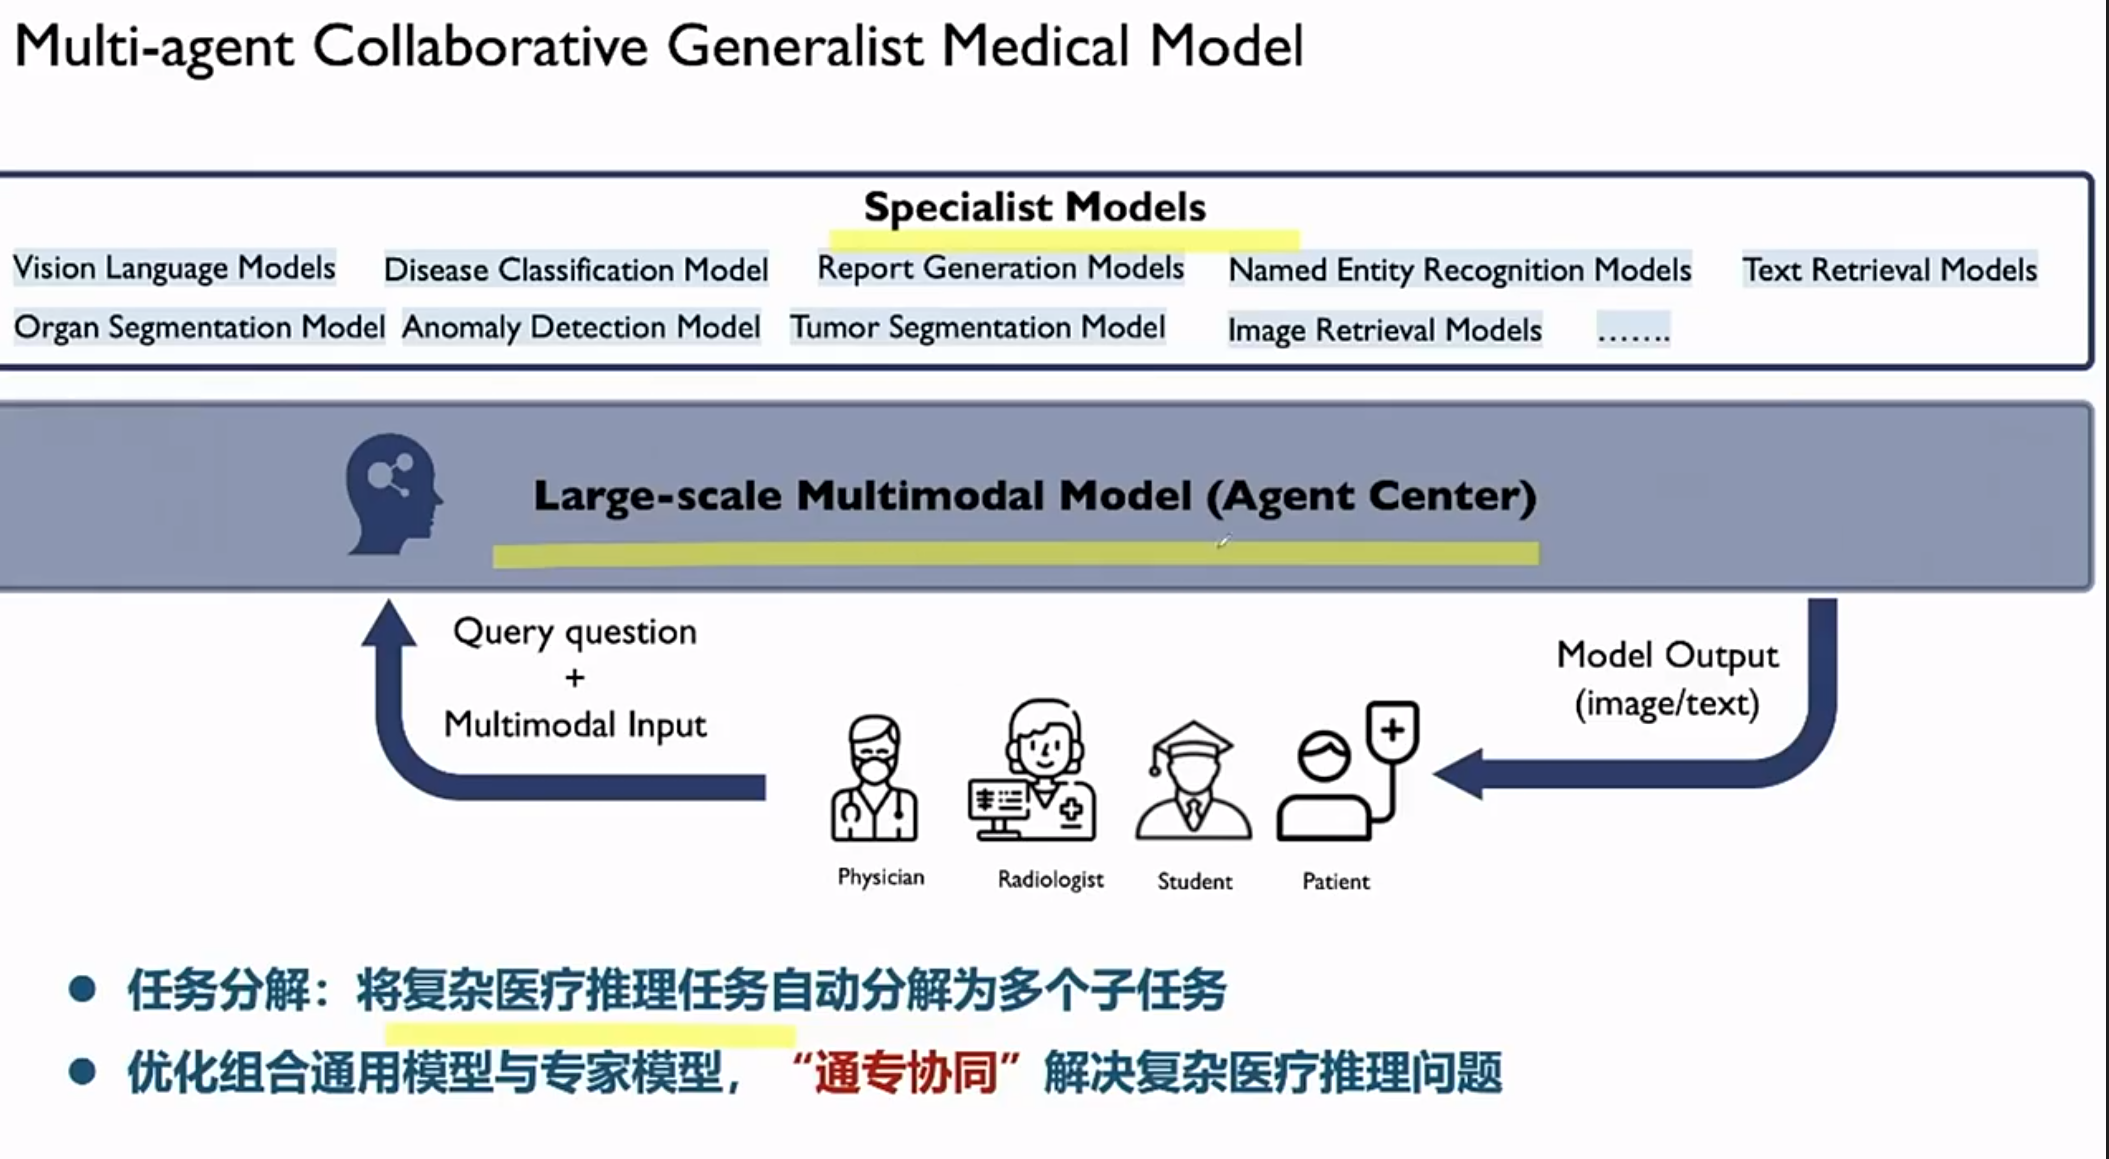 Multi-agent Collaborative Generalist Medical Model
Specialist Models
Vision Language Models Disease Classification Model Report Generation Models Named Entity Recognition Models Text Retrieval Models
Organ Segmentation Model Anomaly Detection Model Tumor Segmentation Model Image Retrieval Models …….
Large-scale Multimodal Model (Agent Center)
Query question
+
Multimodal Input
Model Output
(image/text)
Physician Radiologist Student Patient
● 任务分解：将复杂医疗推理任务自动分解为多个子任务
● 优化组合通用模型与专家模型，“通专协同”解决复杂医疗推理问题